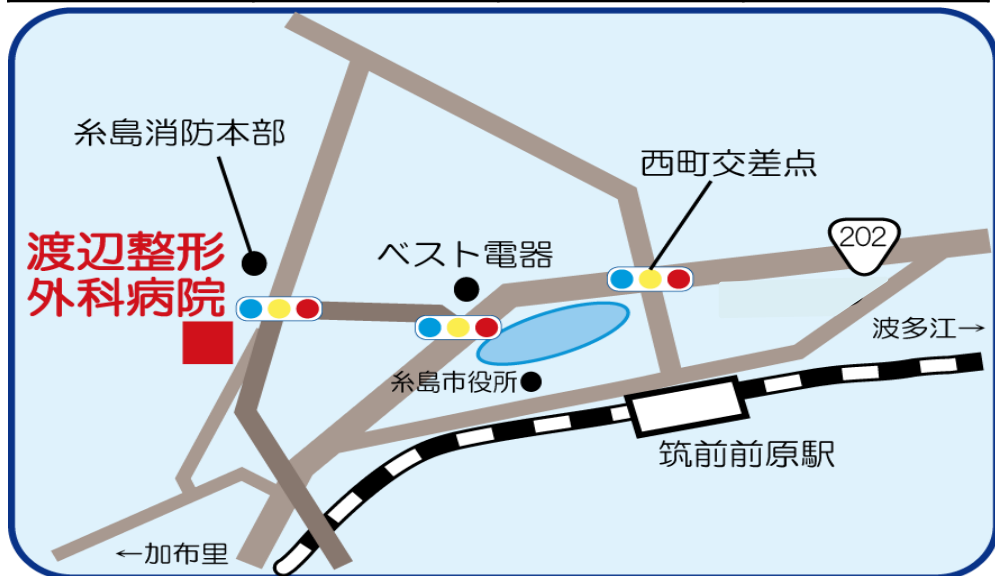 糸島消防本部
西町交差点
渡辺整形
外科病院
ベスト電器
202
波多江→
糸島市役所
筑前前原駅
←加布里